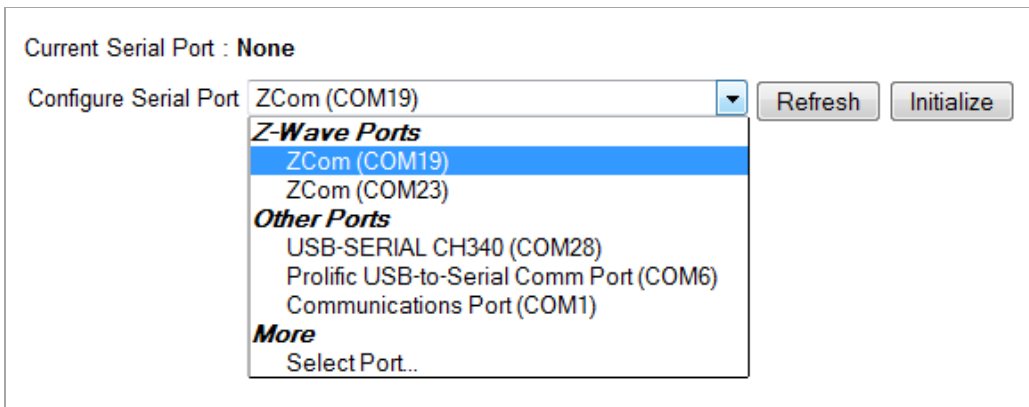 Current Serial Port : None
Configure Serial Port ZCom (COM19) Refresh Initialize
Z-Wave Ports
ZCom (COM19)
ZCom (COM23)
Other Ports
USB-SERIAL CH340 (COM28)
Prolific USB-to-Serial Comm Port (COM6)
Communications Port (COM1)
More
Select Port...